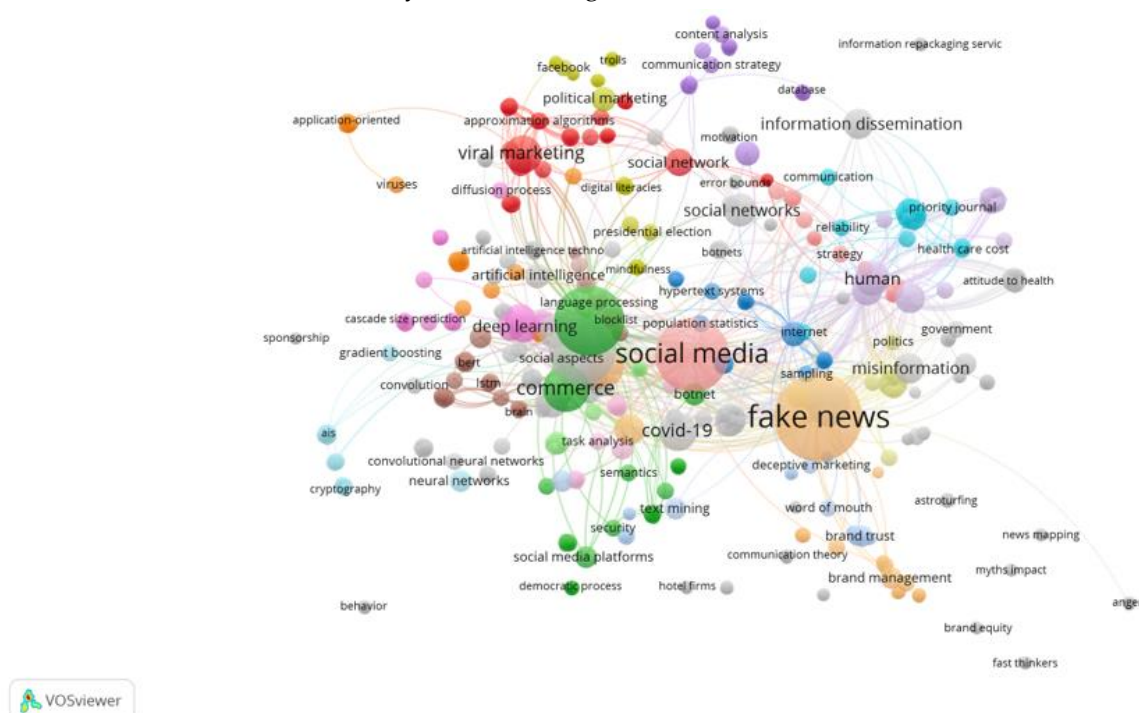 content analysis
information repackaging servic
communication strategy
facebook
trolls
database
political marketing
application-oriented
approximation algorithms
information dissemination
motivation
viral marketing
social network
communication
viruses
diffusion process
digital literacies
error bounds
priority journal
social networks
reliability
presidential election
artificial intelligence techno
botnets
strategy
health care cost
artificial intelligence
mindfulness
human
attitude to health
hypertext systems
language processing
cascade size prediction
blocklist
population statistics
deep learning
internet
government
sponsorship
politics
gradient boosting
social aspects
social media
bert
misinformation
sampling
convolution
lstm
commerce
botnet
brain
fake news
ais
covid-19
task analysis
convolutional neural networks
deceptive marketing
semantics
neural networks
cryptography
astroturfing
text mining
word of mouth
security
brand trust
news mapping
social media platforms
communication theory
myths impact
brand management
democratic process
hotel firms
behavior
ange
brand equity
fast thinkers
VOSviewer